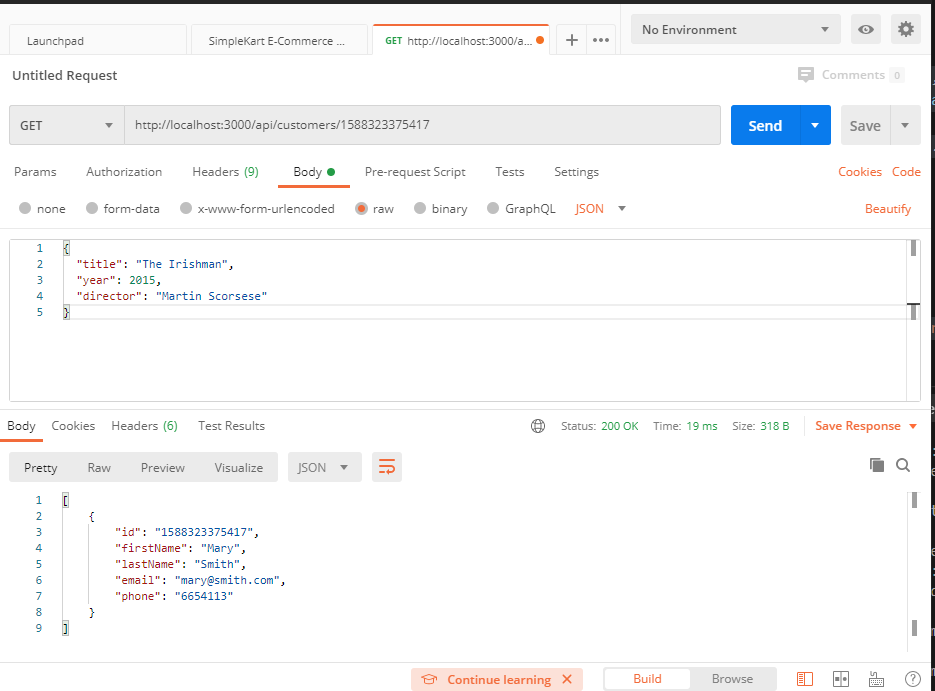 Launchpad
SimpleKart E-Commerce ...
GET http://localhost:3000/a...
No Environment
Untitled Request
Comments 0
GET
http://localhost:3000/api/customers/1588323375417
Send
Save
Params
Authorization
Headers (9)
Body
Pre-request Script
Tests
Settings
Cookies
Code
none
form-data
x-www-form-urlencoded
raw
binary
GraphQL
JSON
Beautify
1 {
2 "title": "The Irishman",
3 "year": 2015,
4 "director": "Martin Scorsese"
5 }
Body
Cookies
Headers (6)
Test Results
Status: 200 OK
Time: 19 ms
Size: 318 B
Save Response
Pretty
Raw
Preview
Visualize
JSON
1 [
2 {
3 "id": "1588323375417",
4 "firstName": "Mary",
5 "lastName": "Smith",
6 "email": "mary@smith.com",
7 "phone": "6654113"
8 }
9 ]
Continue learning
Build
Browse